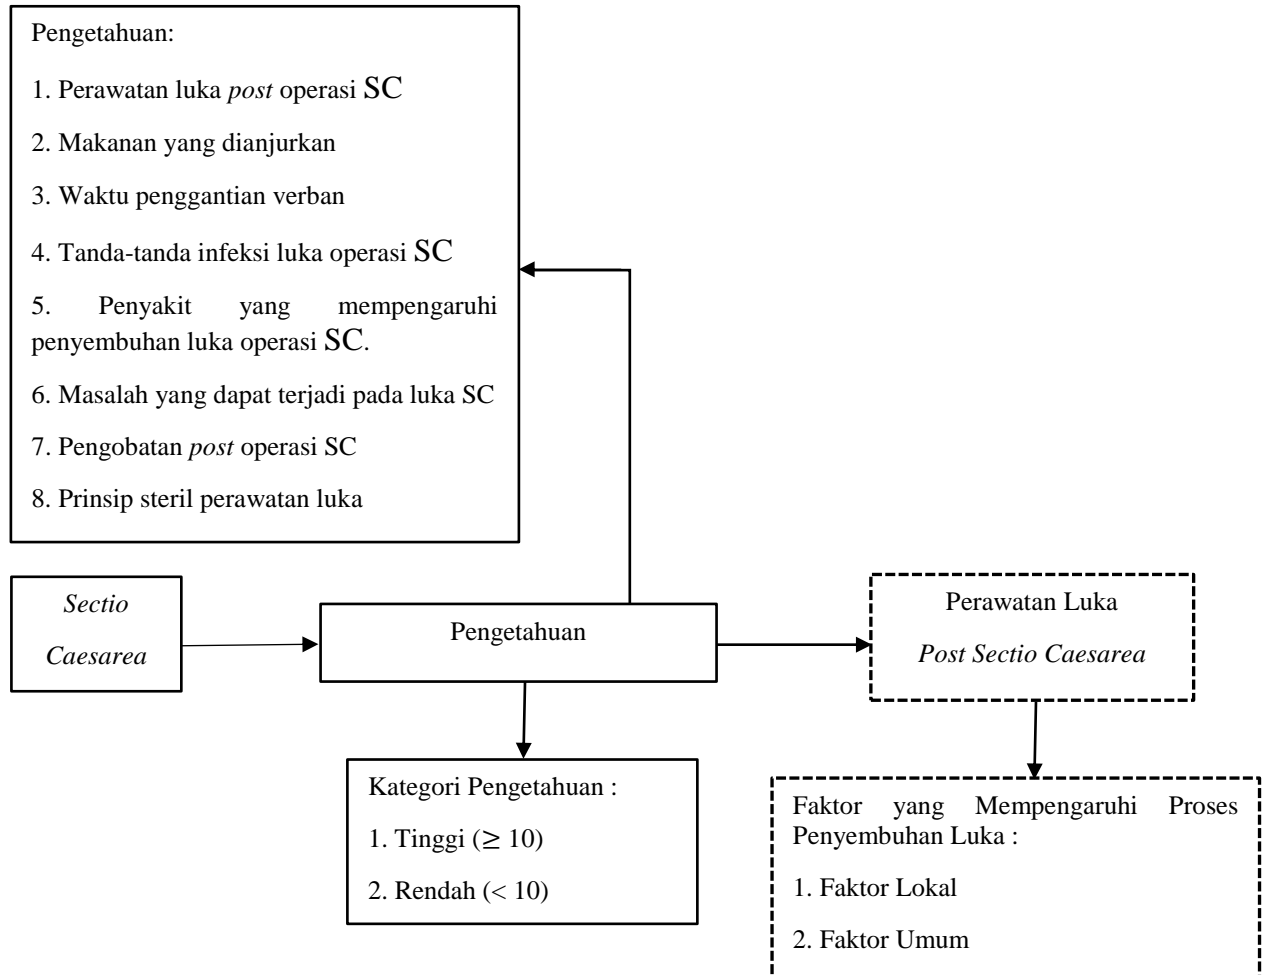 Pengetahuan:
1. Perawatan luka post operasi SC
2. Makanan yang dianjurkan
3. Waktu penggantian verban
4. Tanda-tanda infeksi luka operasi SC
5. Penyakit yang mempengaruhi
penyembuhan luka operasi SC.
6. Masalah yang dapat terjadi pada luka SC
7. Pengobatan post operasi SC
8. Prinsip steril perawatan luka
Sectio
Caesarea
Pengetahuan
Perawatan Luka
Post Sectio Caesarea
Kategori Pengetahuan :
1. Tinggi (≥ 10)
2. Rendah (< 10)
Faktor yang Mempengaruhi Proses
Penyembuhan Luka :
1. Faktor Lokal
2. Faktor Umum